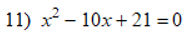 11) x² − 10x + 21 = 0